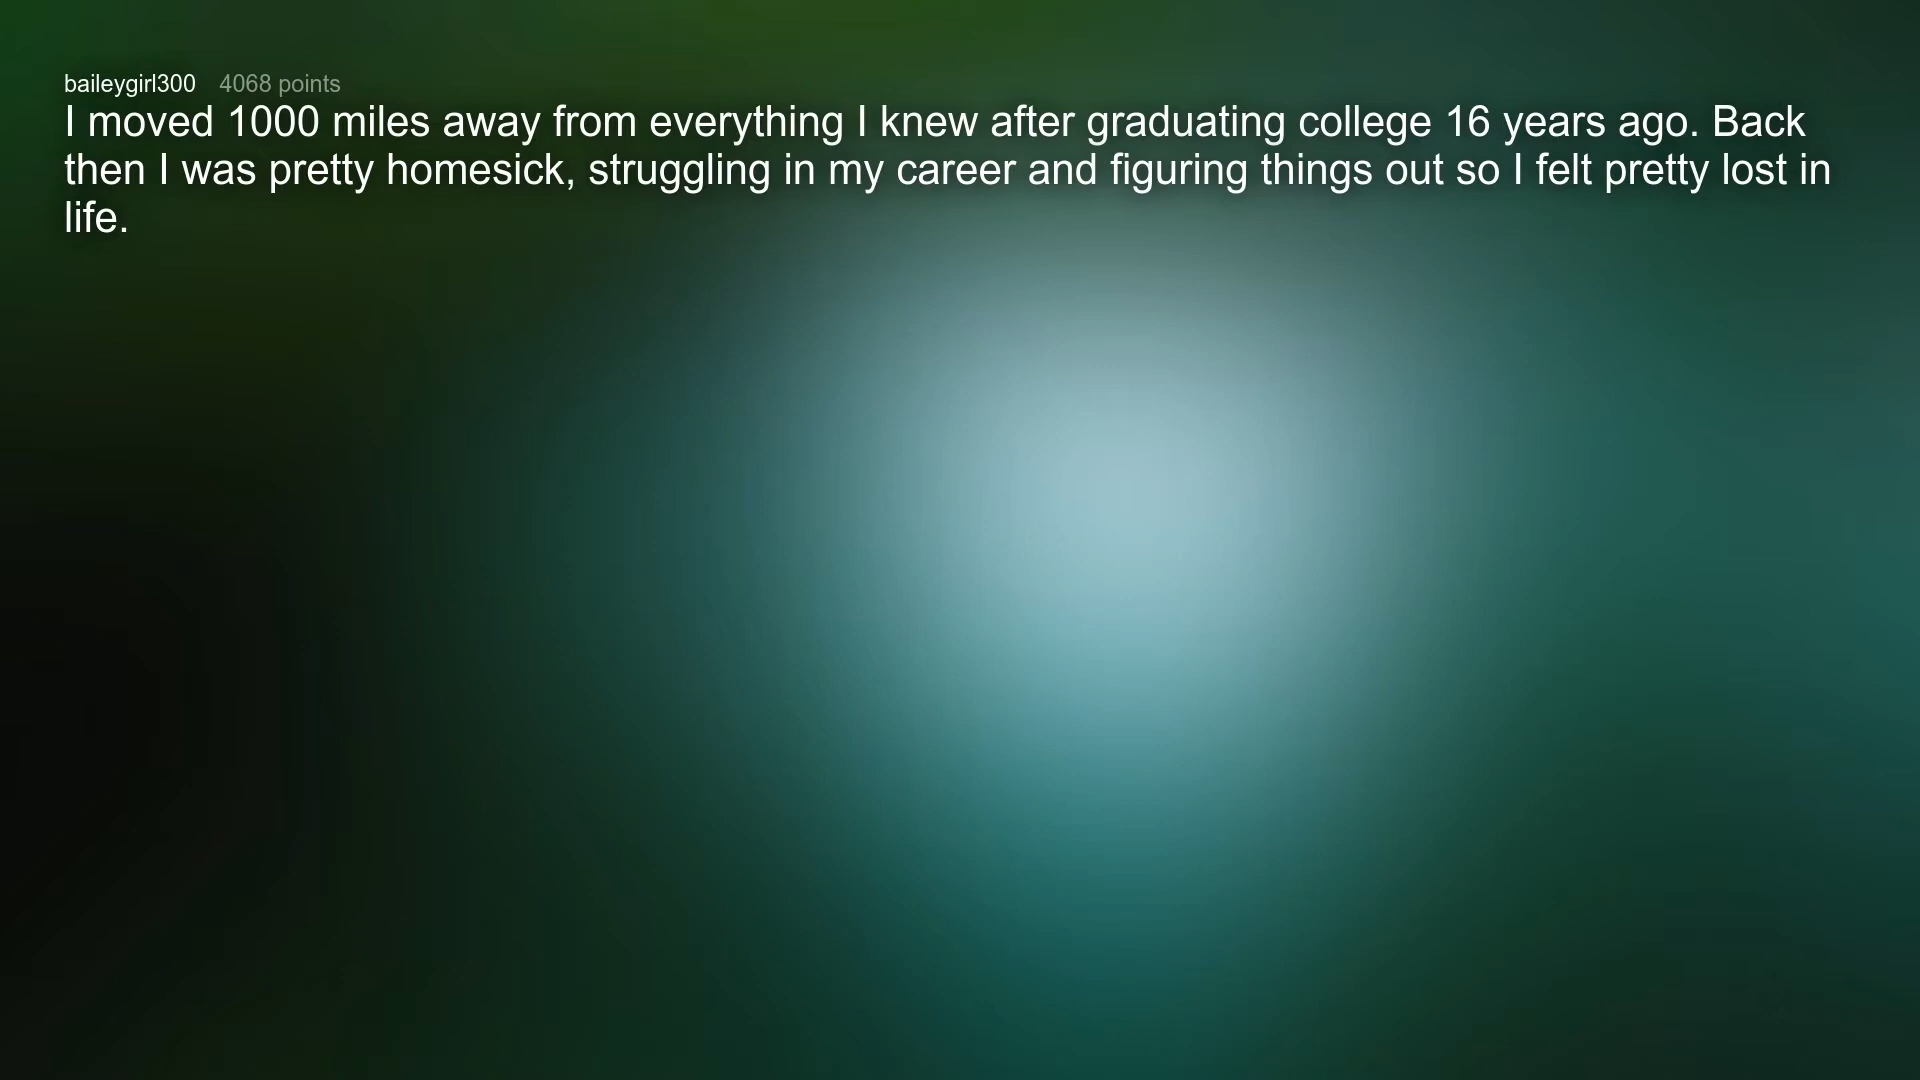 baileygirl300 4068 points
I moved 1000 miles away from everything I knew after graduating college 16 years ago. Back
then I was pretty homesick, struggling in my career and figuring things out so I felt pretty lost in
life.